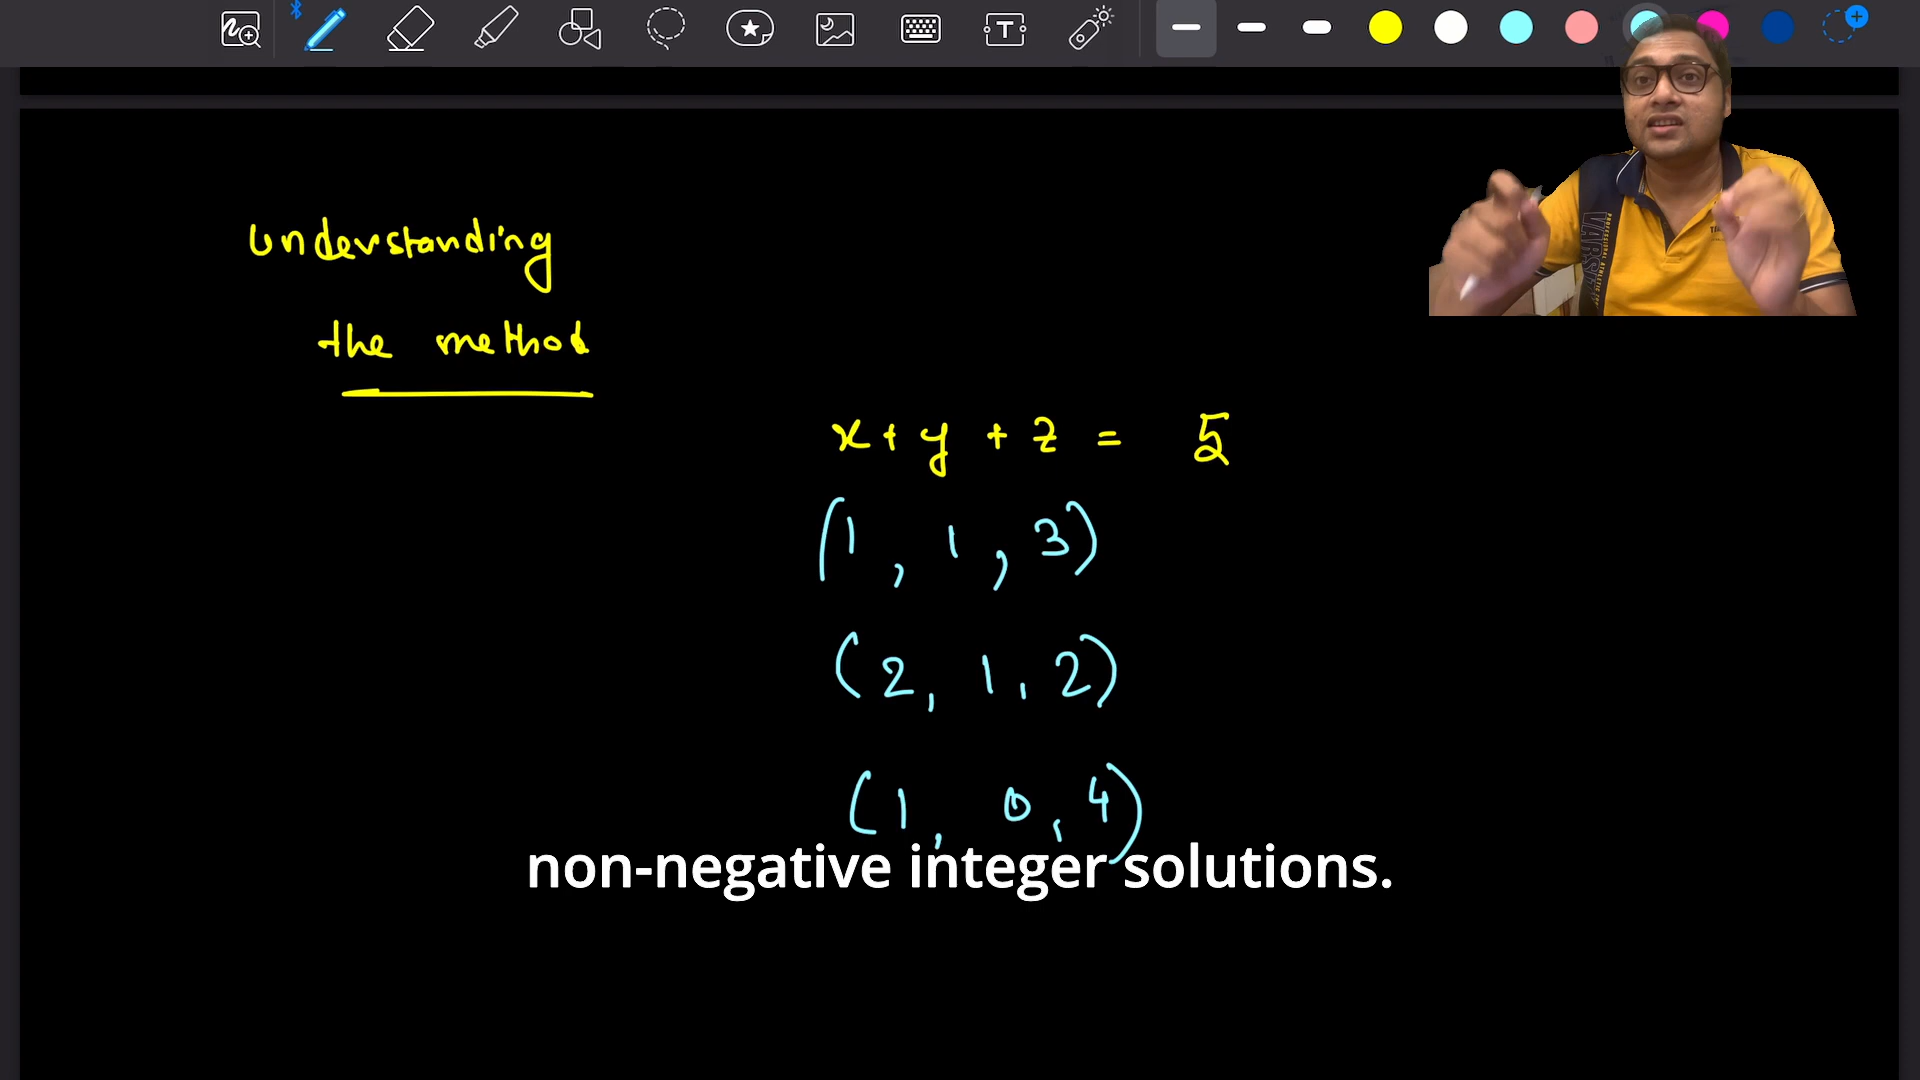 understanding
the method
x + y + z = 5
(1, 1, 3)
(2, 1, 2)
(1, 0, 4)
non-negative integer solutions.